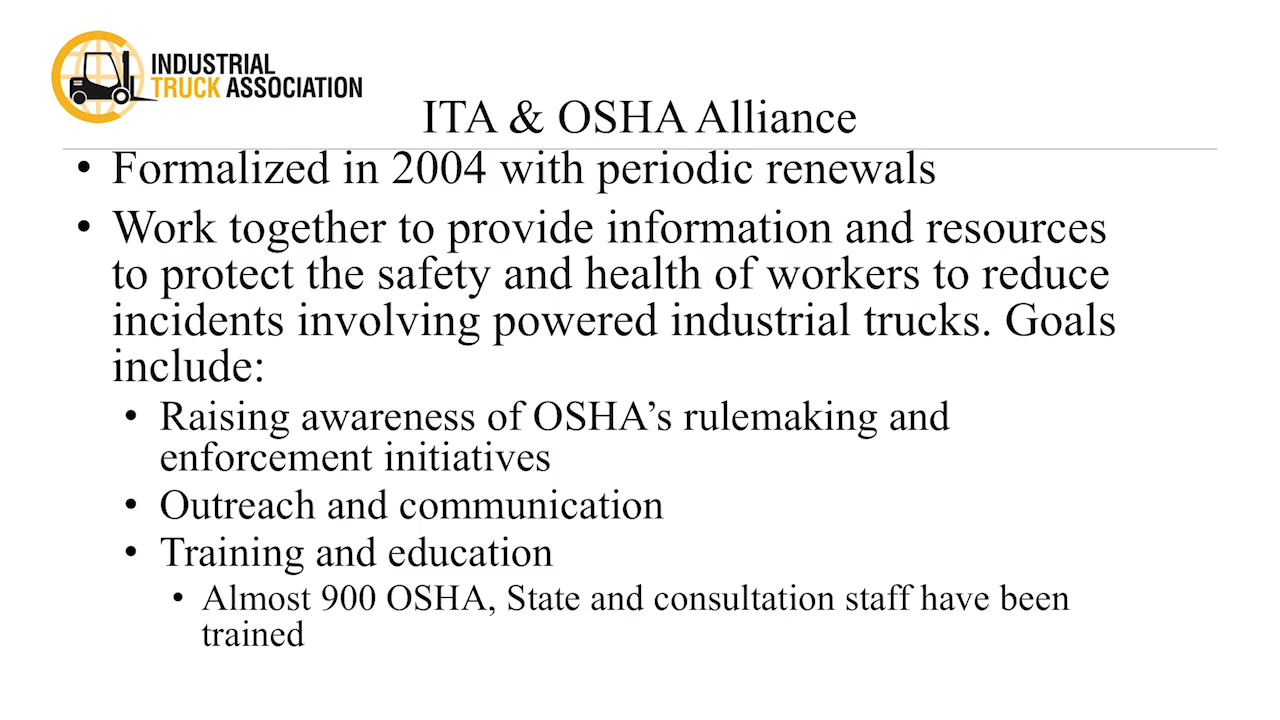 INDUSTRIAL
TRUCK ASSOCIATION
ITA & OSHA Alliance
• Formalized in 2004 with periodic renewals
• Work together to provide information and resources
to protect the safety and health of workers to reduce
incidents involving powered industrial trucks. Goals
include:
• Raising awareness of OSHA’s rulemaking and
enforcement initiatives
• Outreach and communication
• Training and education
• Almost 900 OSHA, State and consultation staff have been
trained